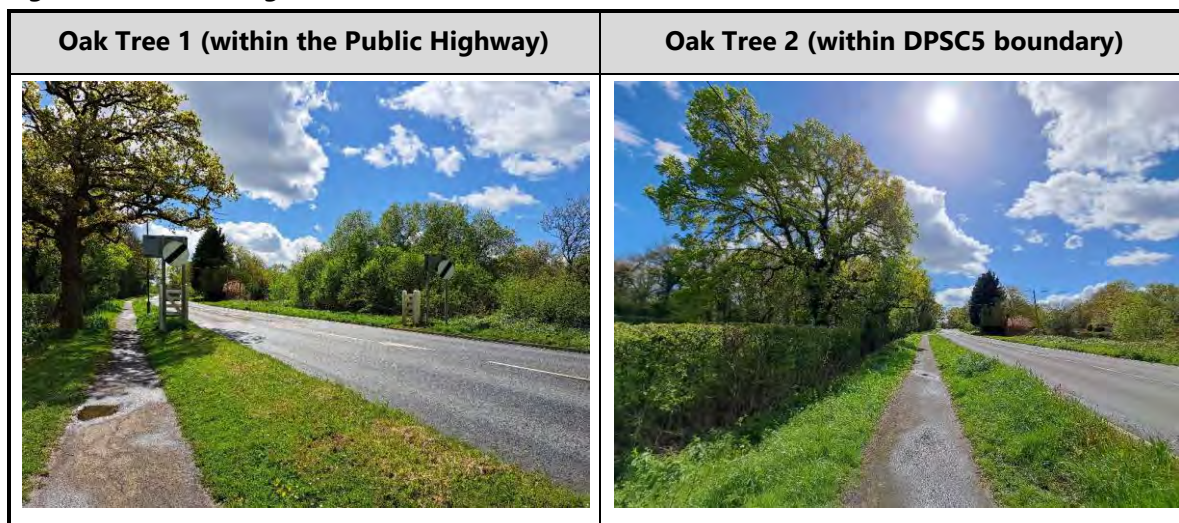 Oak Tree 1 (within the Public Highway)
Oak Tree 2 (within DPSC5 boundary)